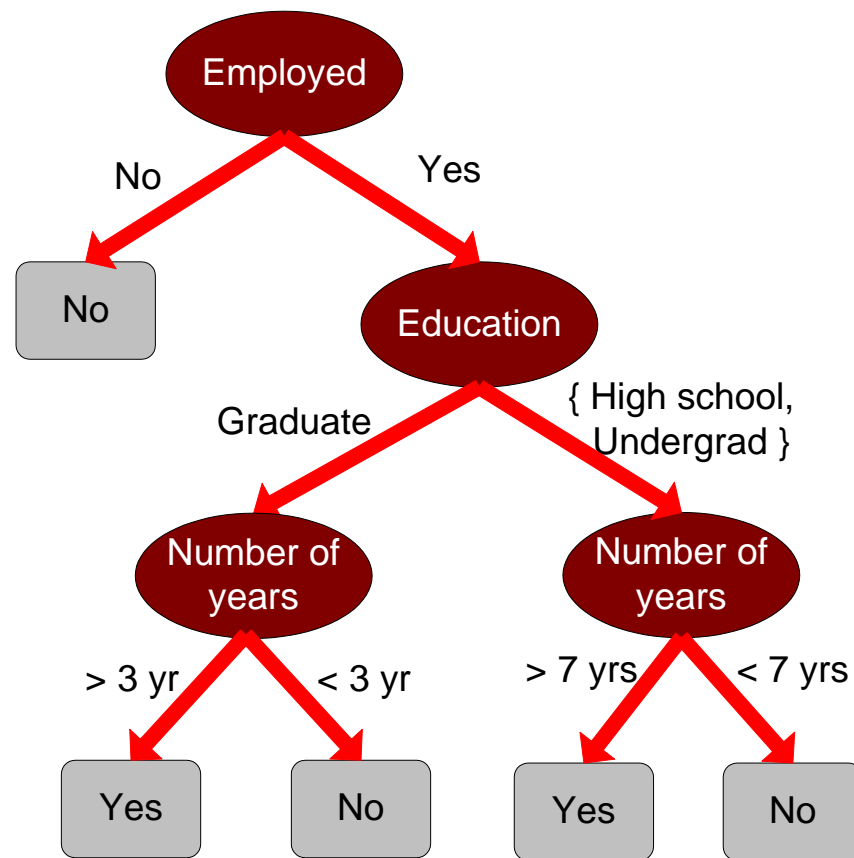 Employed
No
Yes
No
Education
Graduate
{ High school,
Undergrad }
Number of
years
Number of
years
> 3 yr
< 3 yr
> 7 yrs
< 7 yrs
Yes
No
Yes
No